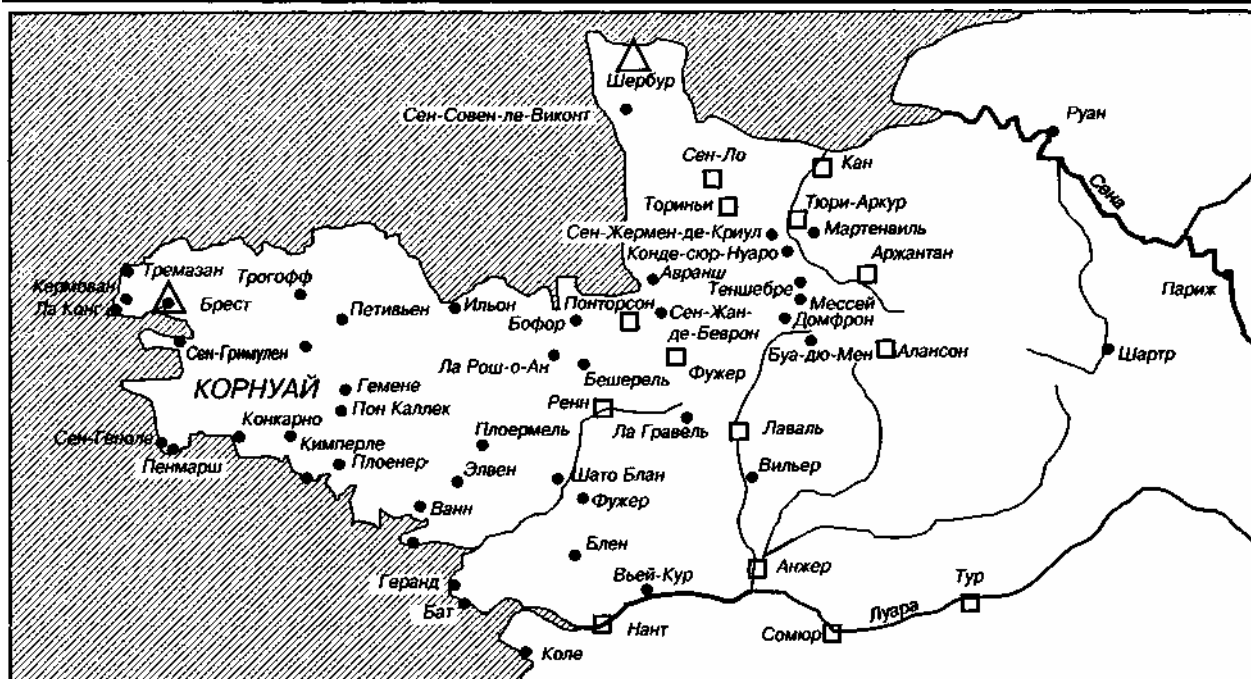 Шербур
Сен-Совен-ле-Виконт
Руан
Сен-Ло
Кан
Сена
Ториньи
Тюри-Аркур
Сен-Жермен-де-Криул
Мартенвиль
Конде-сюр-Нуаро
Аржантан
Тремазан
Трогофф
Авранш
Теншебре
Париж
Кермован
Ла Конг
Брест
Петивьен
Ильон
Понторсон
Мессей
Бофор
Сен-Жан-
де-Беврон
Домфрон
Сен-Гримулен
Буа-дю-Мен
Алансон
Шартр
Ла Рош-о-Ан
Бешерель
Фужер
КОРНУАЙ
Гемене
Пон Каллек
Ренн
Конкарно
Плоермель
Ла Гравель
Лаваль
Сен-Геноле
Кимперле
Пенмарш
Плоенер-
Элвен
Шато Блан
Вильер
Ванн
Фужер
Блен
Анжер
Геранд
Вьей-Кур
Тур
Бат
Луара
Нант
Сомюр
Коле